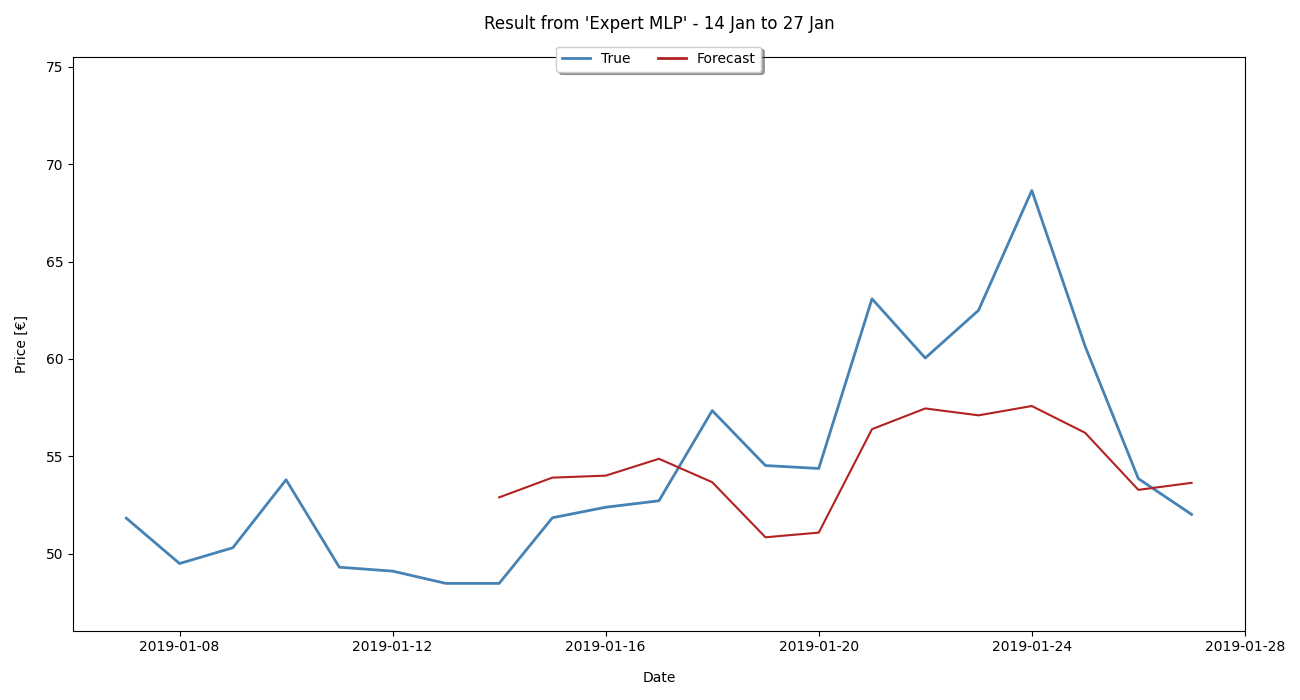 Result from 'Expert MLP' - 14 Jan to 27 Jan
True Forecast
75
70
65
60
55
50
Price [€]
2019-01-08 2019-01-12 2019-01-16 2019-01-20 2019-01-24 2019-01-28
Date